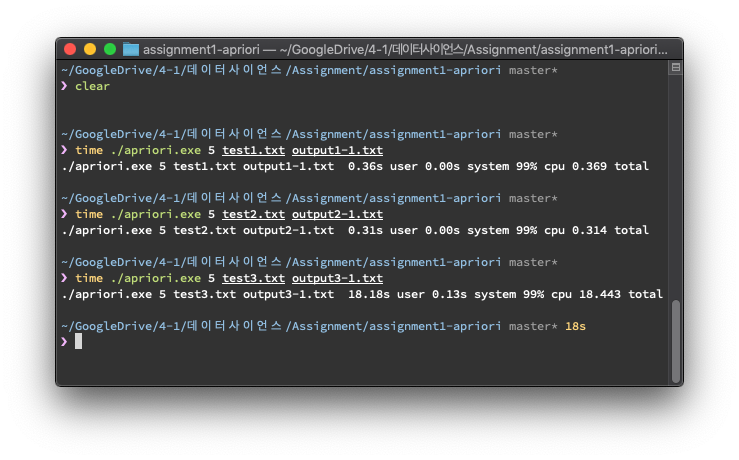 assignment1-apriori — ~/GoogleDrive/4-1/데이터사이언스/Assignment/assignment1-apriori...
~/GoogleDrive/4-1/데이터사이언스/Assignment/assignment1-apriori master*
❯ clear
~/GoogleDrive/4-1/데이터사이언스/Assignment/assignment1-apriori master*
❯ time ./apriori.exe 5 test1.txt output1-1.txt
./apriori.exe 5 test1.txt output1-1.txt  0.36s user 0.00s system 99% cpu 0.369 total
~/GoogleDrive/4-1/데이터사이언스/Assignment/assignment1-apriori master*
❯ time ./apriori.exe 5 test2.txt output2-1.txt
./apriori.exe 5 test2.txt output2-1.txt  0.31s user 0.00s system 99% cpu 0.314 total
~/GoogleDrive/4-1/데이터사이언스/Assignment/assignment1-apriori master*
❯ time ./apriori.exe 5 test3.txt output3-1.txt
./apriori.exe 5 test3.txt output3-1.txt  18.18s user 0.13s system 99% cpu 18.443 total
~/GoogleDrive/4-1/데이터사이언스/Assignment/assignment1-apriori master* 18s
❯